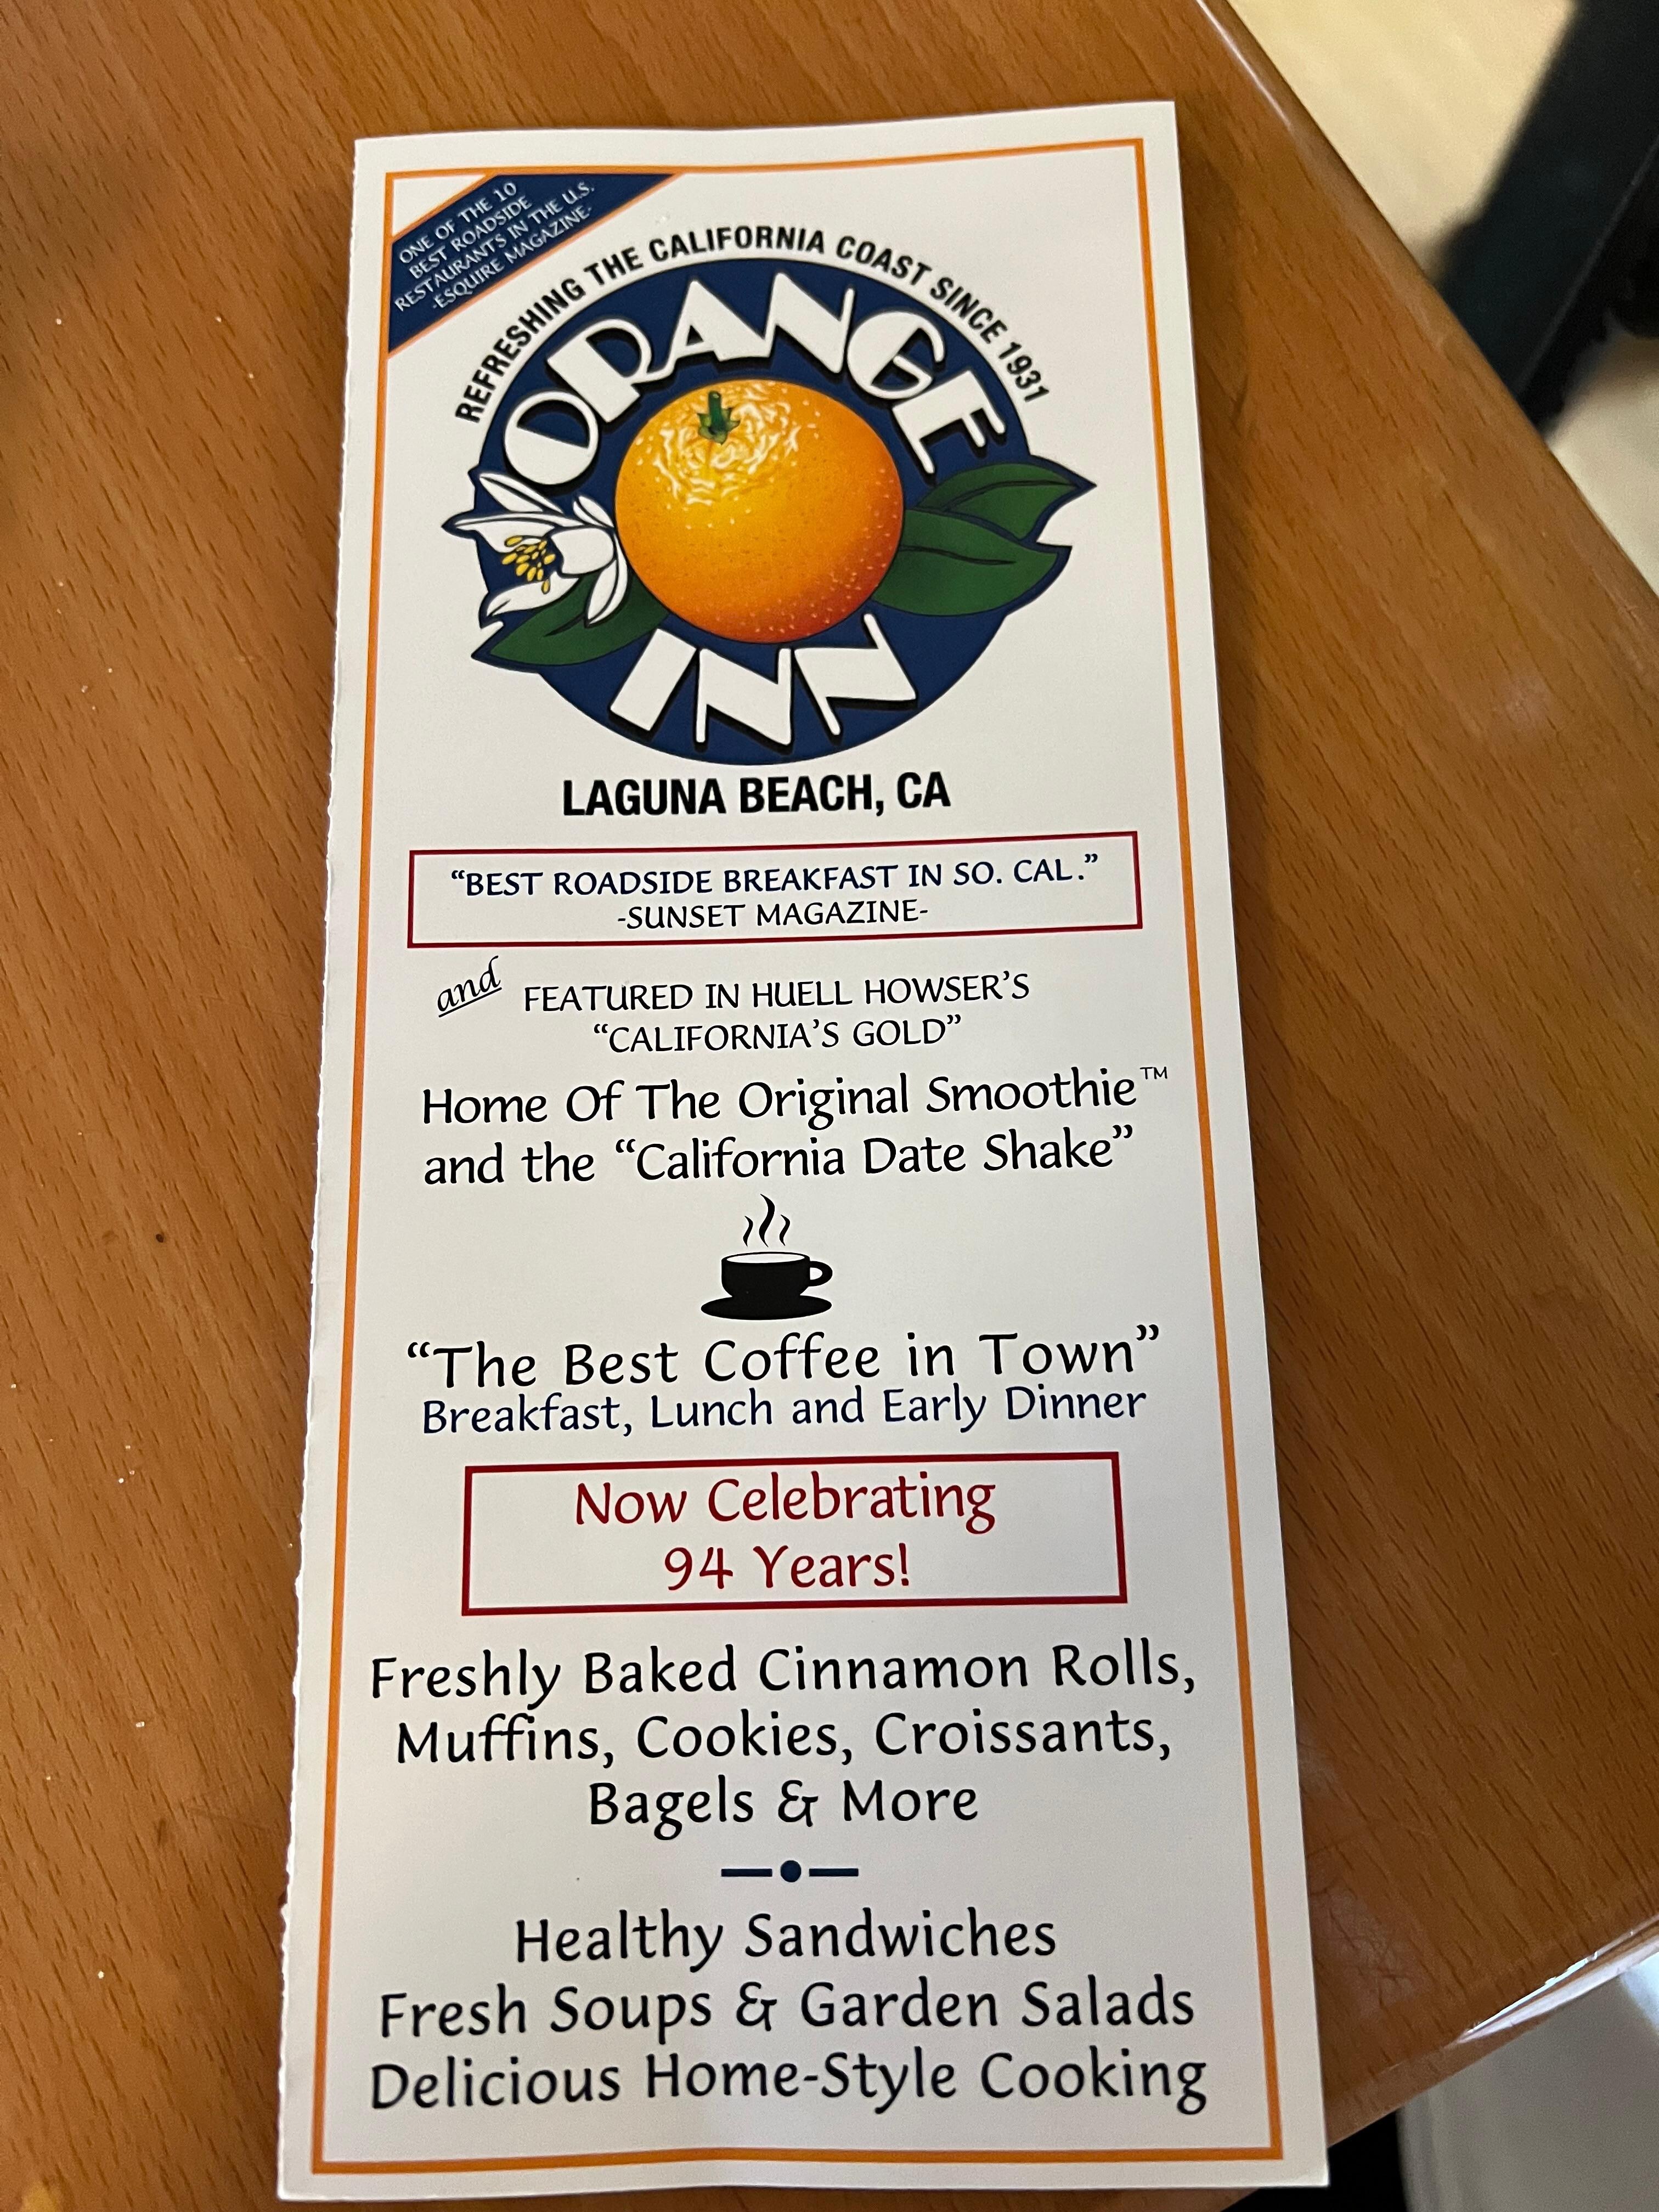 ONE OF THE 10
BEST ROADSIDE
RESTAURANTS IN THE U.S.
-ESQUIRE MAGAZINE-
REFRESHING THE CALIFORNIA COAST SINCE 1931
ORANGE
INN
LAGUNA BEACH, CA
“BEST ROADSIDE BREAKFAST IN SO. CAL.”
-SUNSET MAGAZINE-
and FEATURED IN HUELL HOWSER’S
“CALIFORNIA’S GOLD”
Home Of The Original Smoothie™
and the “California Date Shake”
“The Best Coffee in Town”
Breakfast, Lunch and Early Dinner
Now Celebrating
94 Years!
Freshly Baked Cinnamon Rolls,
Muffins, Cookies, Croissants,
Bagels & More
Healthy Sandwiches
Fresh Soups & Garden Salads
Delicious Home-Style Cooking